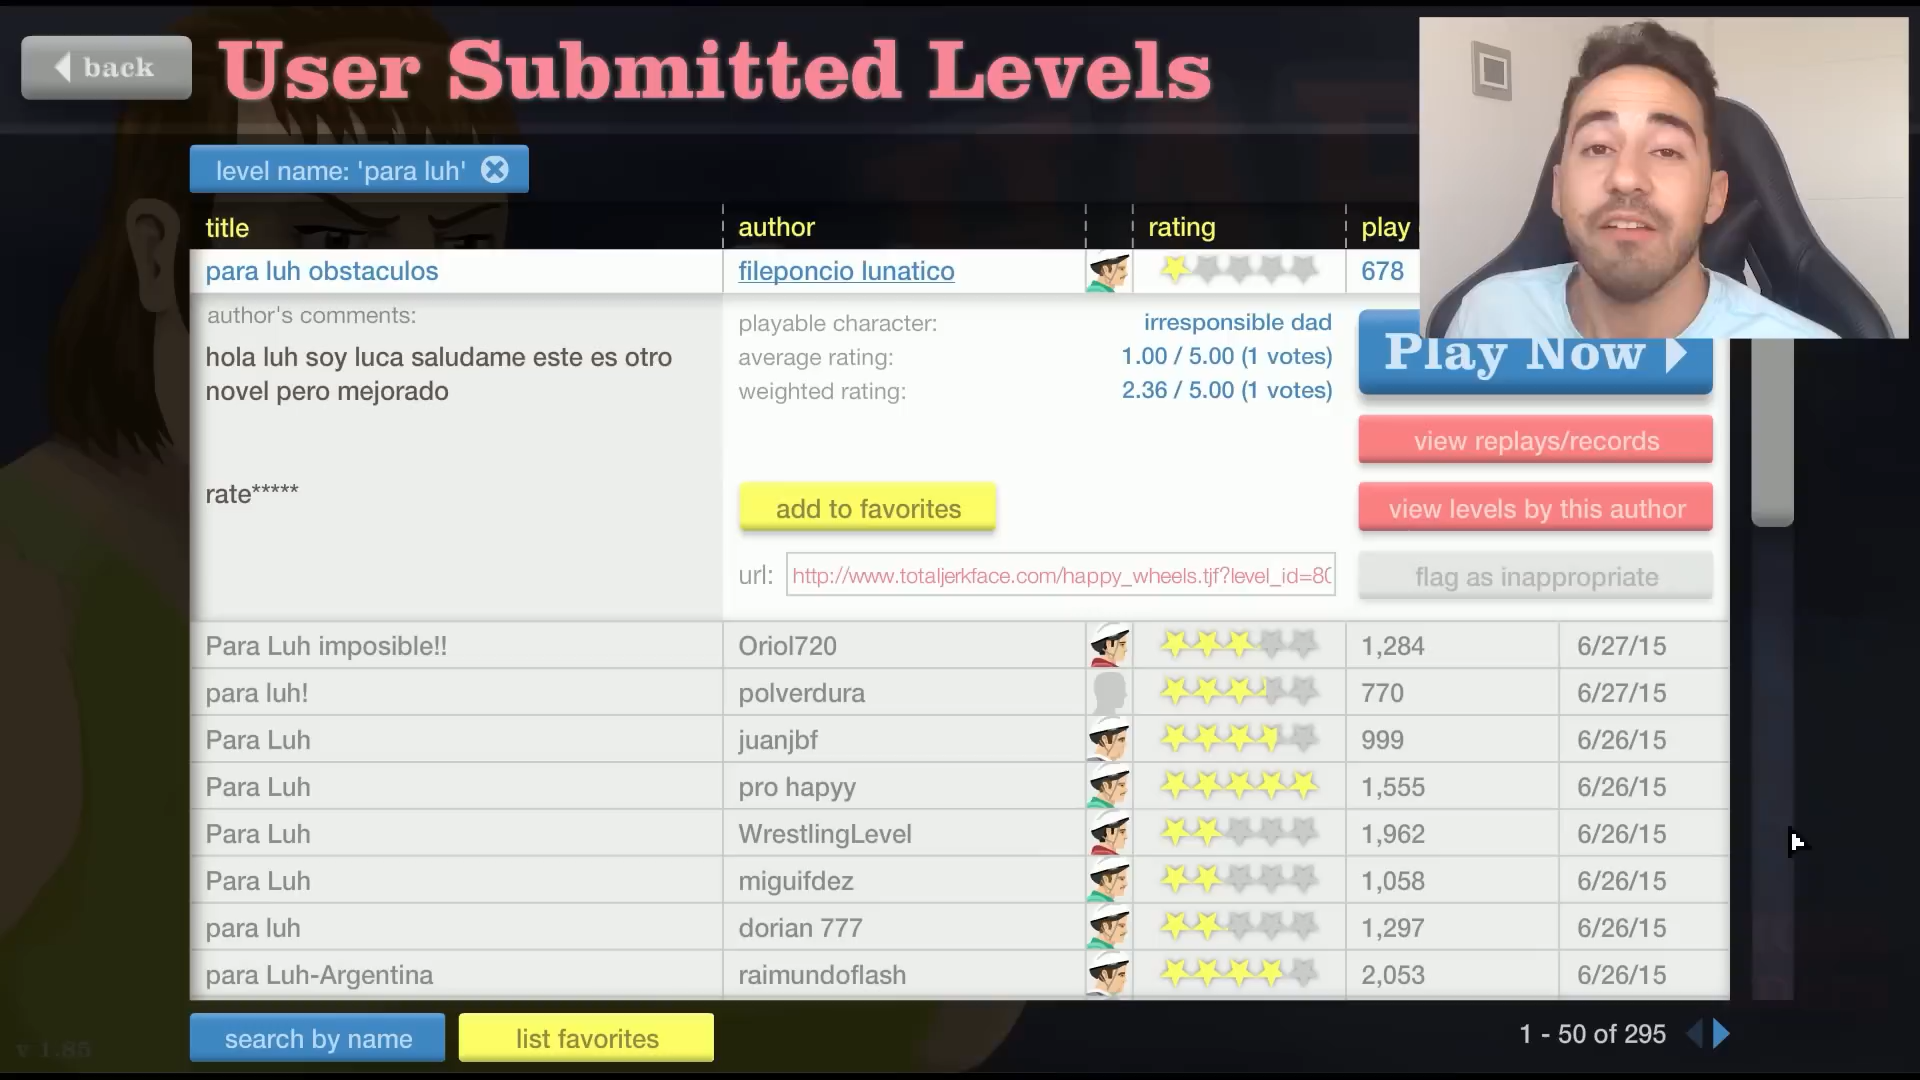 back
User Submitted Levels
level name: 'para luh'
title author rating play
para luh obstaculos fileponcio lunatico 678
author's comments:
hola luh soy luca saludame este es otro
novel pero mejorado
rate*****
playable character: irresponsible dad
average rating: 1.00 / 5.00 (1 votes)
weighted rating: 2.36 / 5.00 (1 votes)
add to favorites
url: http://www.totaljerkface.com/happy_wheels.tjf?level_id=80
Play Now
view replays/records
view levels by this author
flag as inappropriate
Para Luh imposible!! Oriol720 1,284 6/27/15
para luh! polverdura 770 6/27/15
Para Luh juanjbf 999 6/26/15
Para Luh pro hapyy 1,555 6/26/15
Para Luh WrestlingLevel 1,962 6/26/15
Para Luh miguifdez 1,058 6/26/15
para luh dorian 777 1,297 6/26/15
para Luh-Argentina raimundoflash 2,053 6/26/15
search by name list favorites 1 - 50 of 295
v 1.85